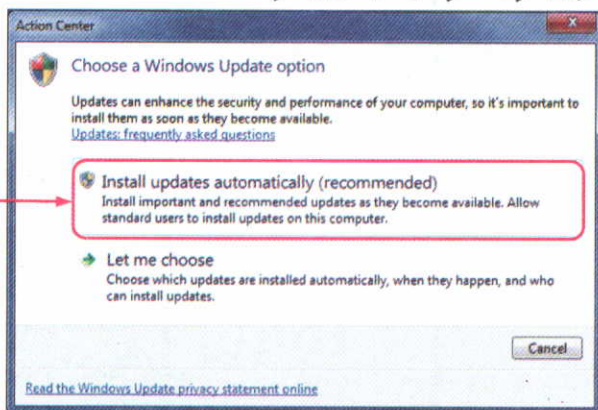 Action Center
Choose a Windows Update option
Updates can enhance the security and performance of your computer, so it's important to
install them as soon as they become available.
Updates: frequently asked questions
Install updates automatically (recommended)
Install important and recommended updates as they become available. Allow
standard users to install updates on this computer.
Let me choose
Choose which updates are installed automatically, when they happen, and who
can install updates.
Cancel
Read the Windows Update privacy statement online